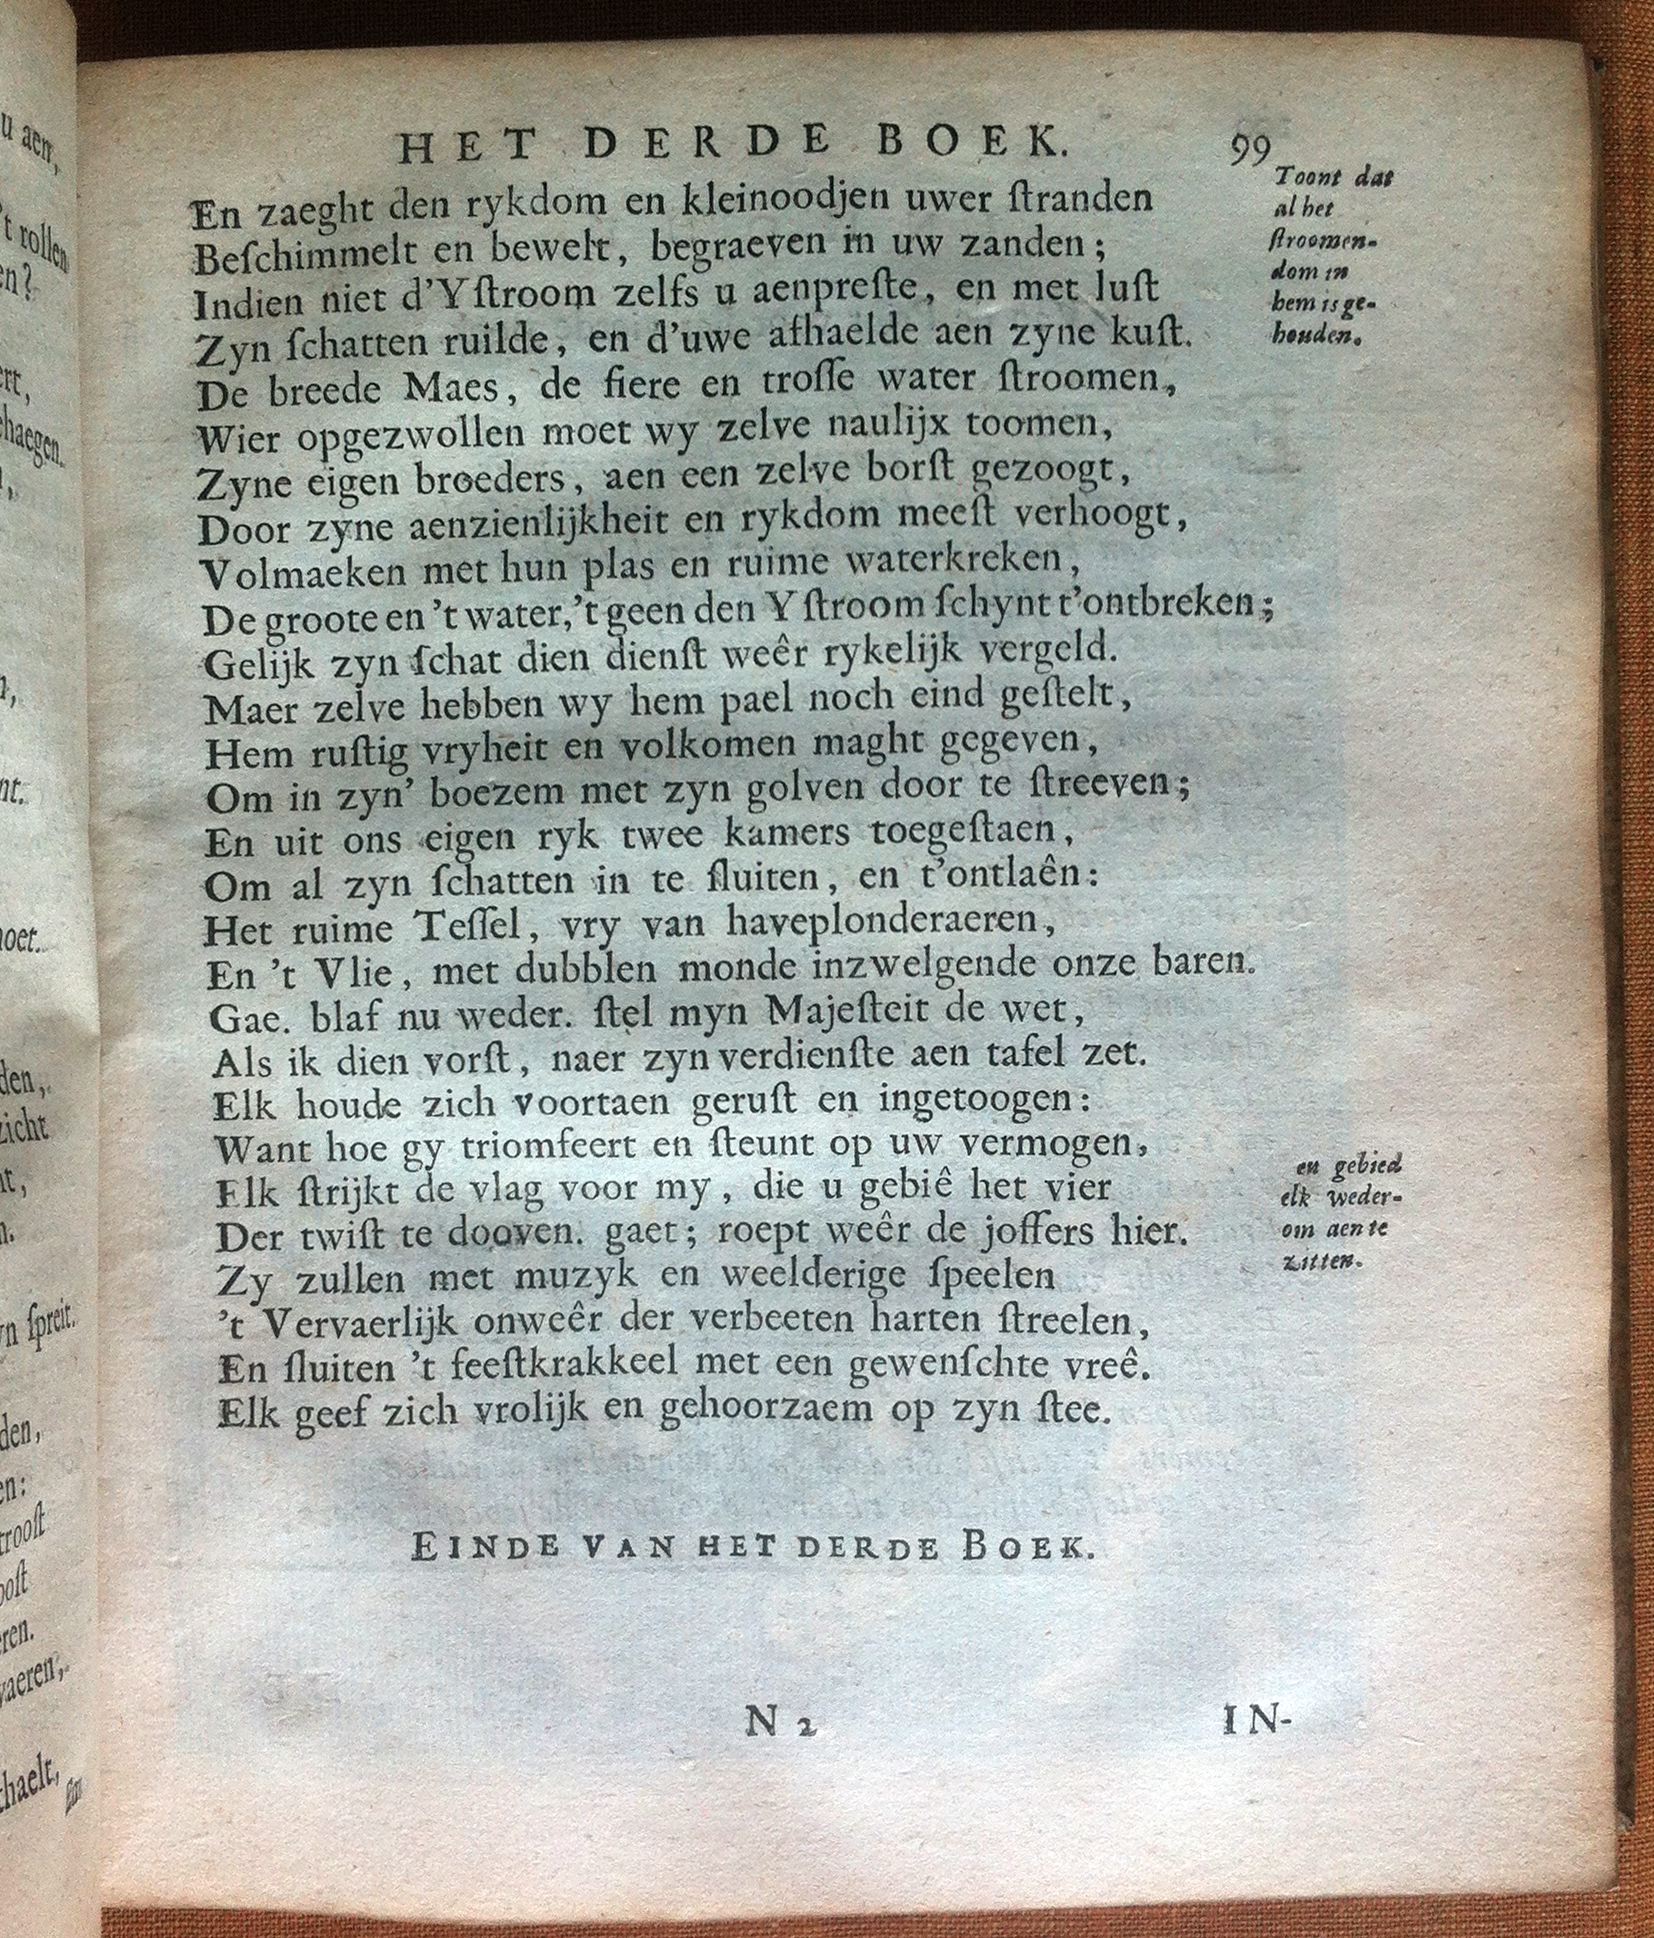 HET DERDE BOEK. 99
En zaeght den rykdom en kleinoodjen uwer ſtranden
Beſchimmelt en bewelt, begraeven in uw zanden;
Indien niet d'Yſtroom zelfs u aenpreſte, en met luſt
Zyn ſchatten ruilde, en d'uwe afhaelde aen zyne kuſt.
De breede Maes, de fiere en troſſe water ſtroomen,
Wier opgezwollen moet wy zelve naulijx toomen,
Zyne eigen broeders, aen een zelve borſt gezoogt,
Door zyne aenzienlijkheit en rykdom meeſt verhoogt,
Volmaeken met hun plas en ruime waterkreken,
De groote en 't water, 't geen den Yſtroom ſchynt t'ontbreken;
Gelijk zyn ſchat dien dienſt weêr rykelijk vergeld.
Maer zelve hebben wy hem pael noch eind geſtelt,
Hem ruſtig vryheit en volkomen maght gegeven,
Om in zyn' boezem met zyn golven door te ſtreeven;
En uit ons eigen ryk twee kamers toegeſtaen,
Om al zyn ſchatten in te ſluiten, en t'ontlaên:
Het ruime Teſſel, vry van haveplonderaeren,
En 't Vlie, met dubblen monde inzwelgende onze baren.
Gae. blaf nu weder. ſtel myn Majeſteit de wet,
Als ik dien vorſt, naer zyn verdienſte aen tafel zet.
Elk houde zich voortaen geruſt en ingetoogen:
Want hoe gy triomfeert en ſteunt op uw vermogen,
Elk ſtrijkt de vlag voor my, die u gebiê het vier
Der twiſt te dooven. gaet; roept weêr de joffers hier.
Zy zullen met muzyk en weelderige ſpeelen
't Vervaerlijk onweêr der verbeeten harten ſtreelen,
En ſluiten 't feeſtkrakkeel met een gewenſchte vreê.
Elk geef zich vrolijk en gehoorzaem op zyn ſtee.
Toont dat
al het
ſtroomen-
dom in
hem is ge-
houden.
en gebied
elk weder-
om aen te
zitten.
EINDE VAN HET DERDE BOEK.
N 2 IN-